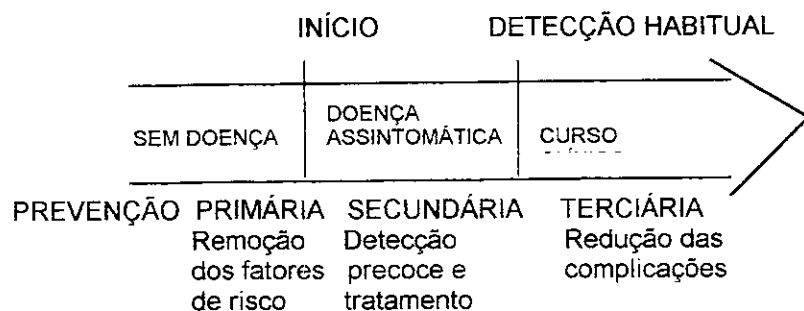 INÍCIO DETECÇÃO HABITUAL
SEM DOENÇA
DOENÇA
ASSINTOMÁTICA
CURSO
PREVENÇÃO PRIMÁRIA SECUNDÁRIA TERCIÁRIA
Remoção
dos fatores
de risco
Detecção
precoce e
tratamento
Redução das
complicações